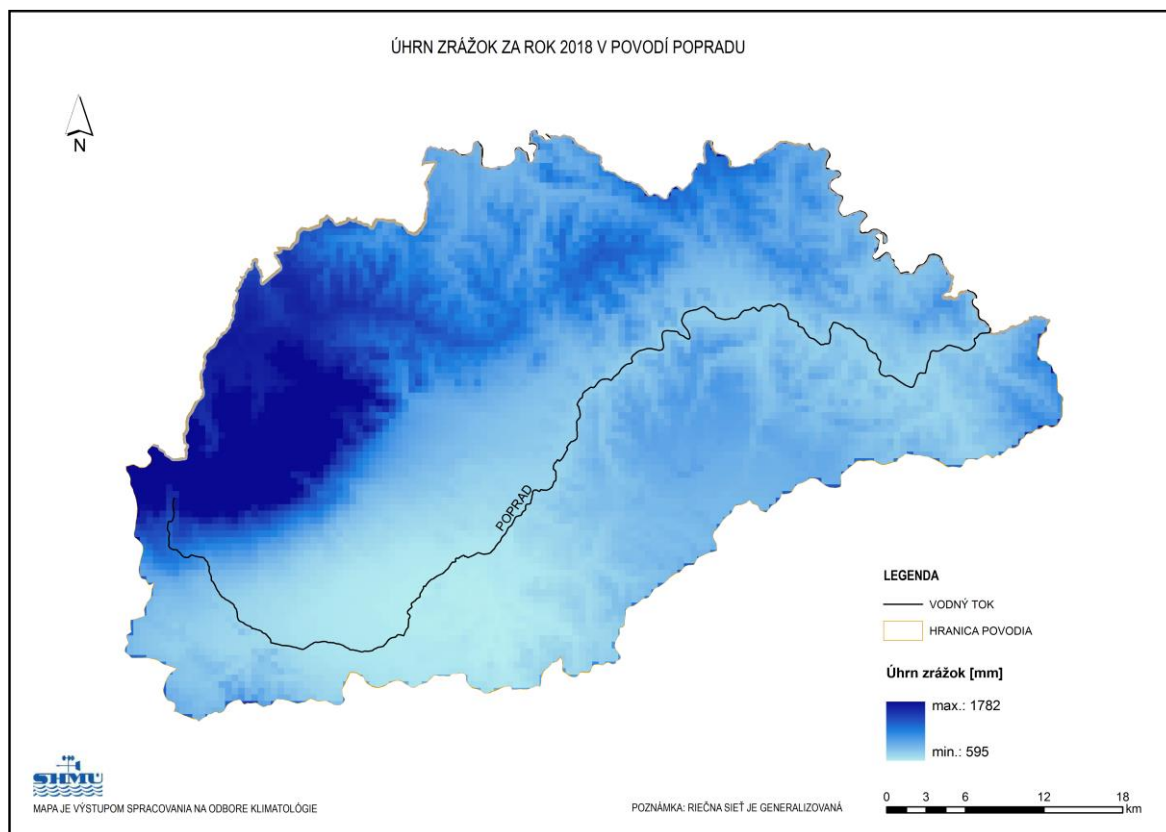 ÚHRN ZRÁŽOK ZA ROK 2018 V POVODÍ POPRADU
N
POPRAD
LEGENDA
VODNÝ TOK
HRANICA POVODIA
Úhrn zrážok [mm]
max.: 1782
min.: 595
SHMÚ
MAPA JE VÝSTUPOM SPRACOVANIA NA ODBORE KLIMATOLÓGIE
POZNÁMKA: RIEČNA SIEŤ JE GENERALIZOVANÁ
0 3 6 12 18
km